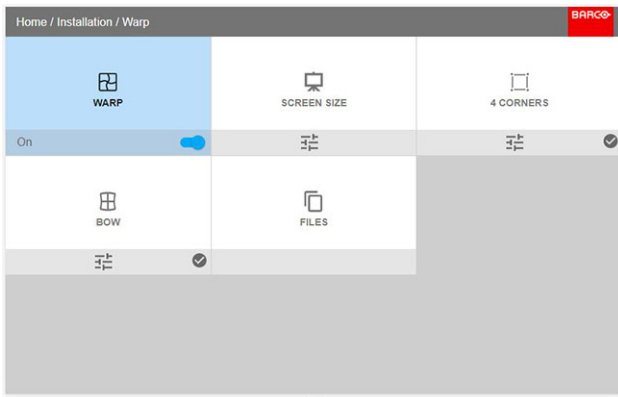 Home / Installation / Warp
BARCO
WARP
SCREEN SIZE
4 CORNERS
On
BOW
FILES